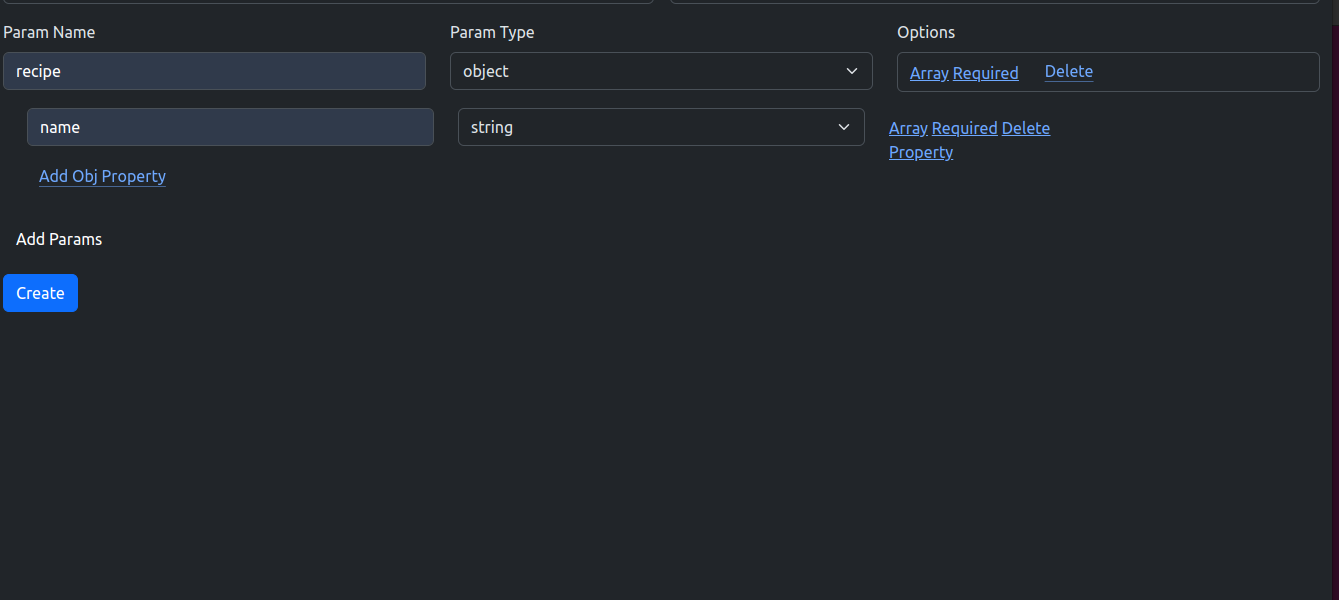 Param Name Param Type Options
recipe object Array Required Delete
name string Array Required Delete
Property
Add Obj Property
Add Params
Create